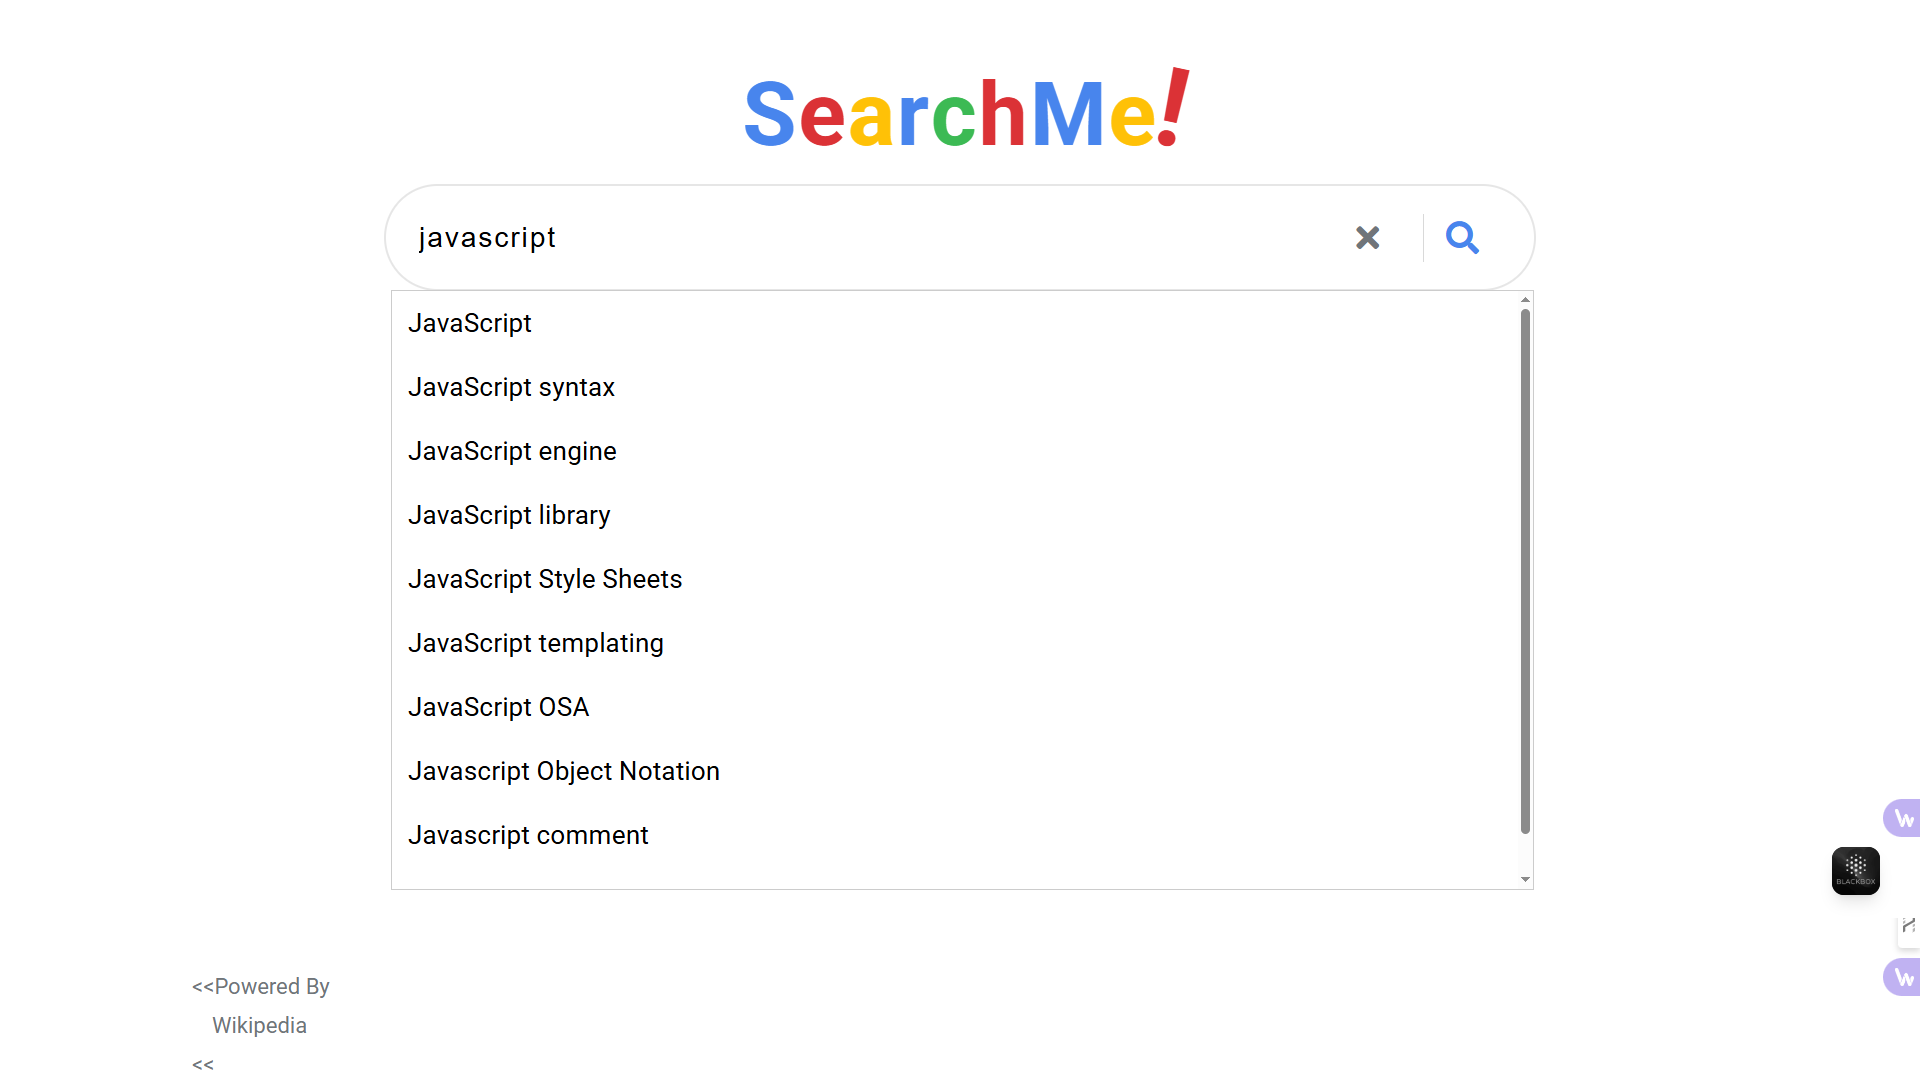 SearchMe!
javascript
JavaScript
JavaScript syntax
JavaScript engine
JavaScript library
JavaScript Style Sheets
JavaScript templating
JavaScript OSA
Javascript Object Notation
Javascript comment
BLACKBOX
<<Powered By
Wikipedia
<<